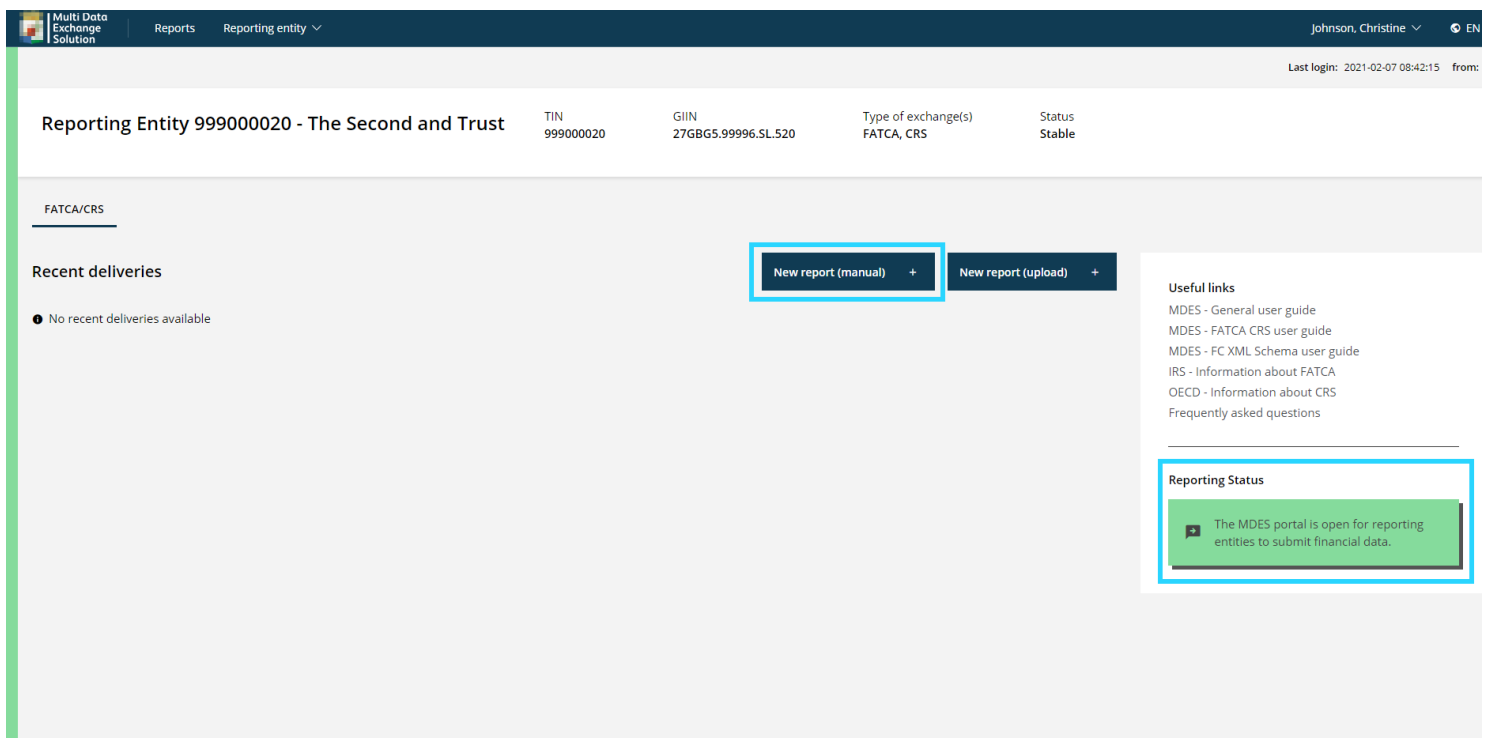 Multi Data
Exchange
Solution
Reports
Reporting entity
Johnson, Christine
EN
Last login: 2021-02-07 08:42:15 from:
Reporting Entity 999000020 - The Second and Trust
TIN
999000020
GIIN
27GBG5.99996.SL.520
Type of exchange(s)
FATCA, CRS
Status
Stable
FATCA/CRS
Recent deliveries
New report (manual) +
New report (upload) +
No recent deliveries available
Useful links
MDES - General user guide
MDES - FATCA CRS user guide
MDES - FC XML Schema user guide
IRS - Information about FATCA
OECD - Information about CRS
Frequently asked questions
Reporting Status
The MDES portal is open for reporting
entities to submit financial data.